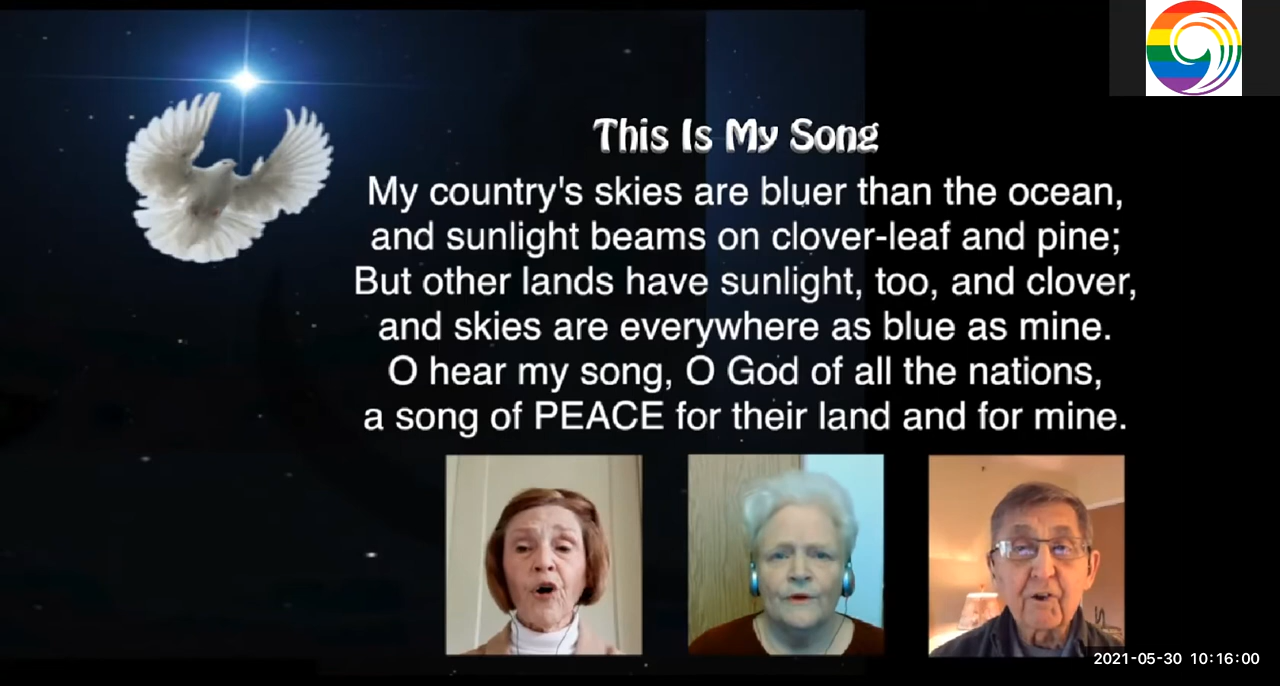 This Is My Song
My country's skies are bluer than the ocean,
and sunlight beams on clover-leaf and pine;
But other lands have sunlight, too, and clover,
and skies are everywhere as blue as mine.
O hear my song, O God of all the nations,
a song of PEACE for their land and for mine.
2021-05-30 10:16:00